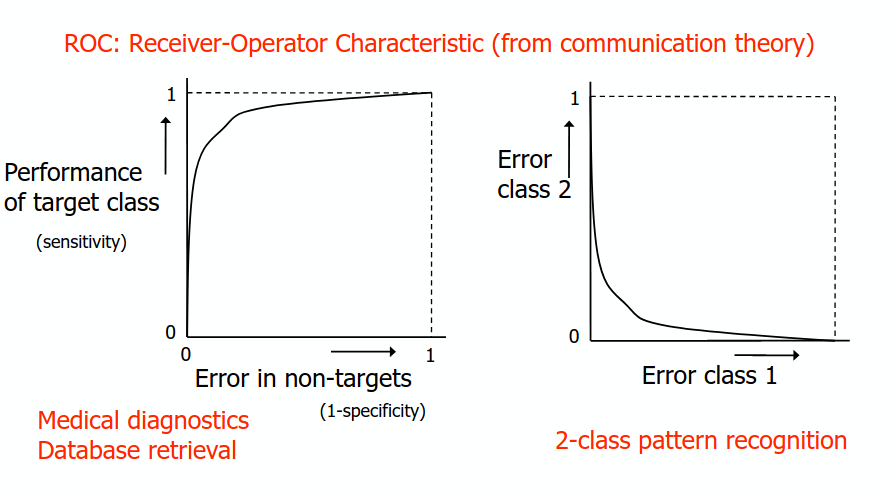 ROC: Receiver-Operator Characteristic (from communication theory)
1
Performance
of target class
(sensitivity)
0
0
1
Error in non-targets
(1-specificity)
Medical diagnostics
Database retrieval
1
Error
class 2
0
Error class 1
2-class pattern recognition